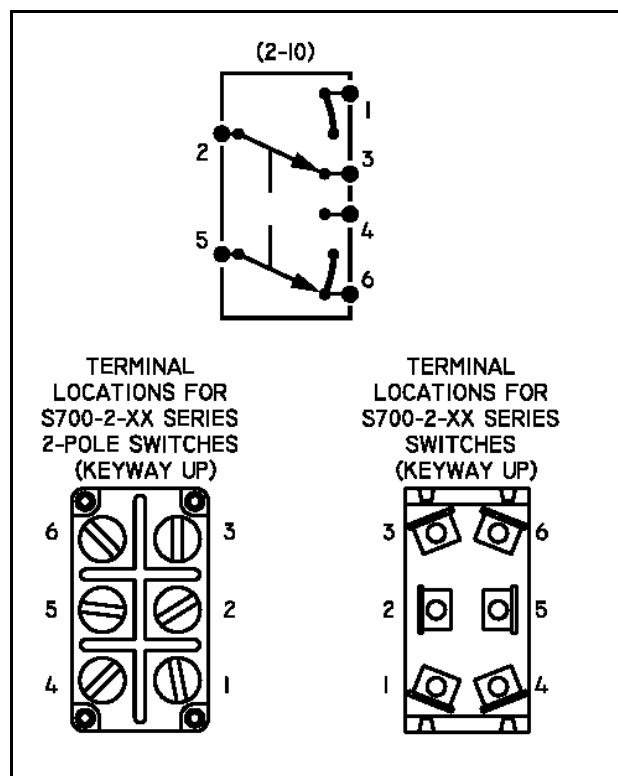 (2-10)
1
2
3
4
5
6
TERMINAL
LOCATIONS FOR
S700-2-XX SERIES
2-POLE SWITCHES
(KEYWAY UP)
6 3
5 2
4 1
TERMINAL
LOCATIONS FOR
S700-2-XX SERIES
SWITCHES
(KEYWAY UP)
3 6
2 5
1 4